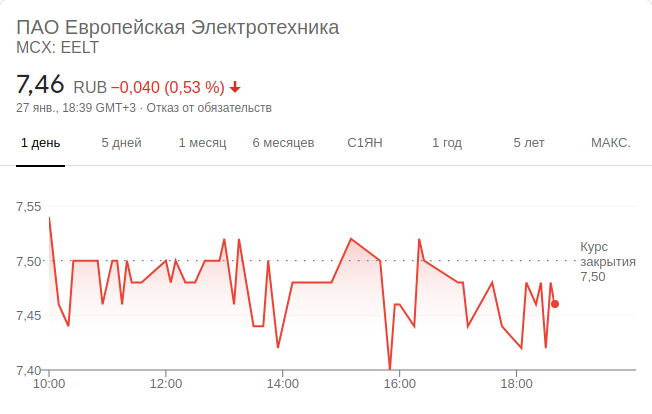 ПАО Европейская Электротехника
MCX: EELT
7,46 RUB −0,040 (0,53 %)
27 янв., 18:39 GMT+3 · Отказ от обязательств
1 день 5 дней 1 месяц 6 месяцев С1ЯН 1 год 5 лет МАКС.
7,55
7,50
7,45
7,40
Курс
закрытия
7,50
10:00 12:00 14:00 16:00 18:00